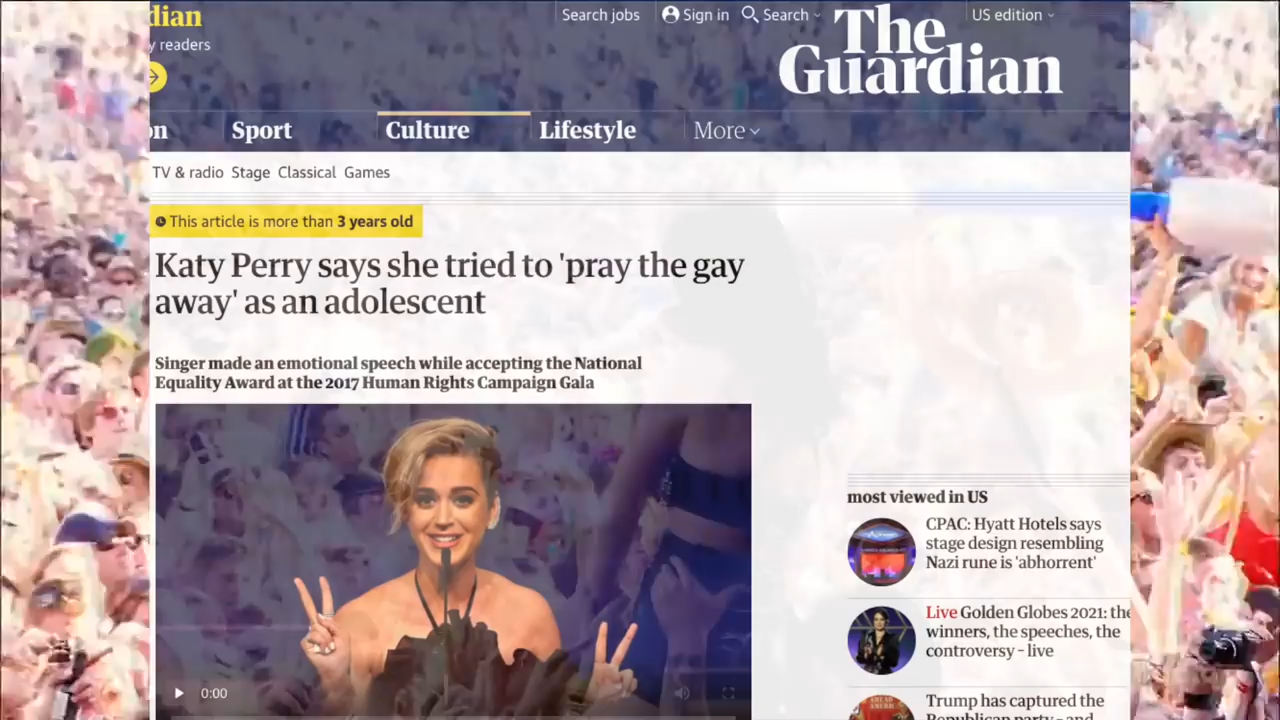 dian
Search jobs
Sign in
Search
US edition
y readers
The
Guardian
on
Sport
Culture
Lifestyle
More
TV & radio Stage Classical Games
This article is more than 3 years old
Katy Perry says she tried to 'pray the gay
away' as an adolescent
Singer made an emotional speech while accepting the National
Equality Award at the 2017 Human Rights Campaign Gala
0:00
most viewed in US
CPAC: Hyatt Hotels says
stage design resembling
Nazi rune is 'abhorrent'
Live Golden Globes 2021: the
winners, the speeches, the
controversy – live
Trump has captured the
Republican party – and